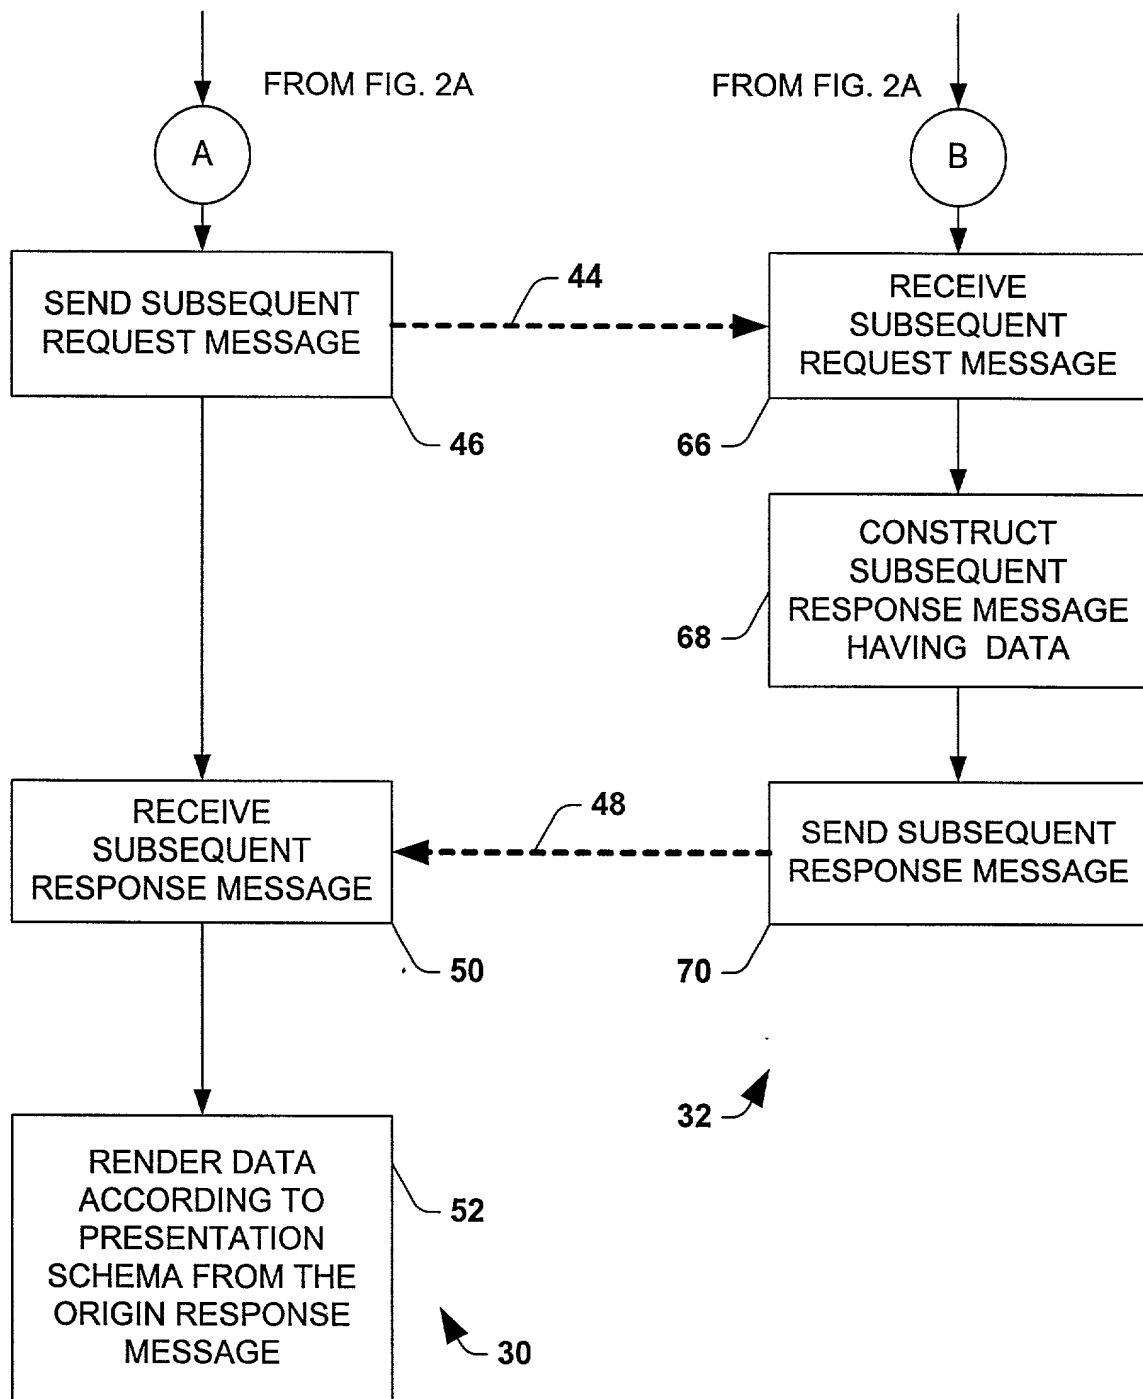 FROM FIG. 2A
FROM FIG. 2A
A
B
SEND SUBSEQUENT
REQUEST MESSAGE
44
RECEIVE
SUBSEQUENT
REQUEST MESSAGE
46
66
CONSTRUCT
SUBSEQUENT
RESPONSE MESSAGE
HAVING DATA
68
RECEIVE
SUBSEQUENT
RESPONSE MESSAGE
48
SEND SUBSEQUENT
RESPONSE MESSAGE
50
70
32
RENDER DATA
ACCORDING TO
PRESENTATION
SCHEMA FROM THE
ORIGIN RESPONSE
MESSAGE
52
30